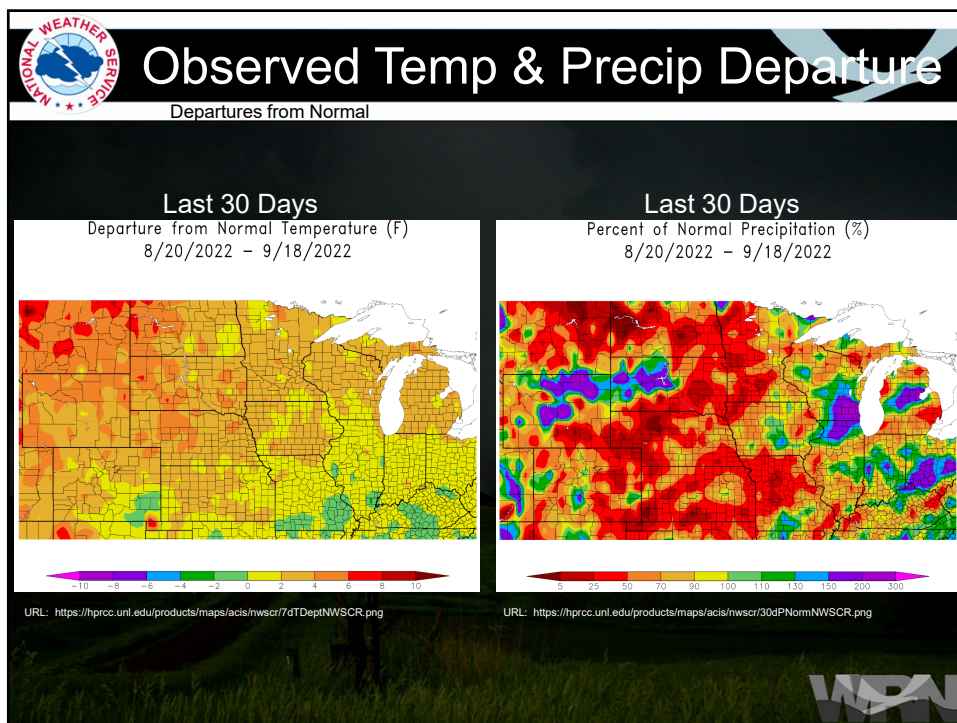 NATIONAL WEATHER SERVICE
Observed Temp & Precip Departure
Departures from Normal
Last 30 Days
Departure from Normal Temperature (F)
8/20/2022 – 9/18/2022
-10 -8 -6 -4 -2 0 2 4 6 8 10
URL: https://hprcc.unl.edu/products/maps/acis/nwscr/7dTDeptNWSCR.png
Last 30 Days
Percent of Normal Precipitation (%)
8/20/2022 – 9/18/2022
5 25 50 70 90 100 110 130 150 200 300
URL: https://hprcc.unl.edu/products/maps/acis/nwscr/30dPNormNWSCR.png
WRN